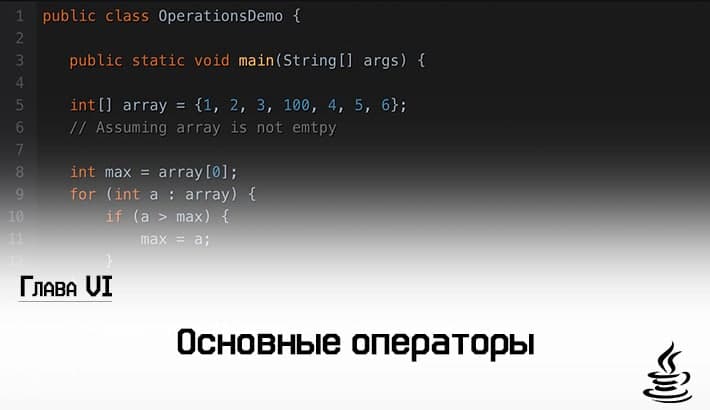 1 public class OperationsDemo {
2
3 public static void main(String[] args) {
4
5 int[] array = {1, 2, 3, 100, 4, 5, 6};
6 // Assuming array is not emtpy
7
8 int max = array[0];
9 for (int a : array) {
10 if (a > max) {
11 max = a;
12 }
Глава VI
Основные операторы